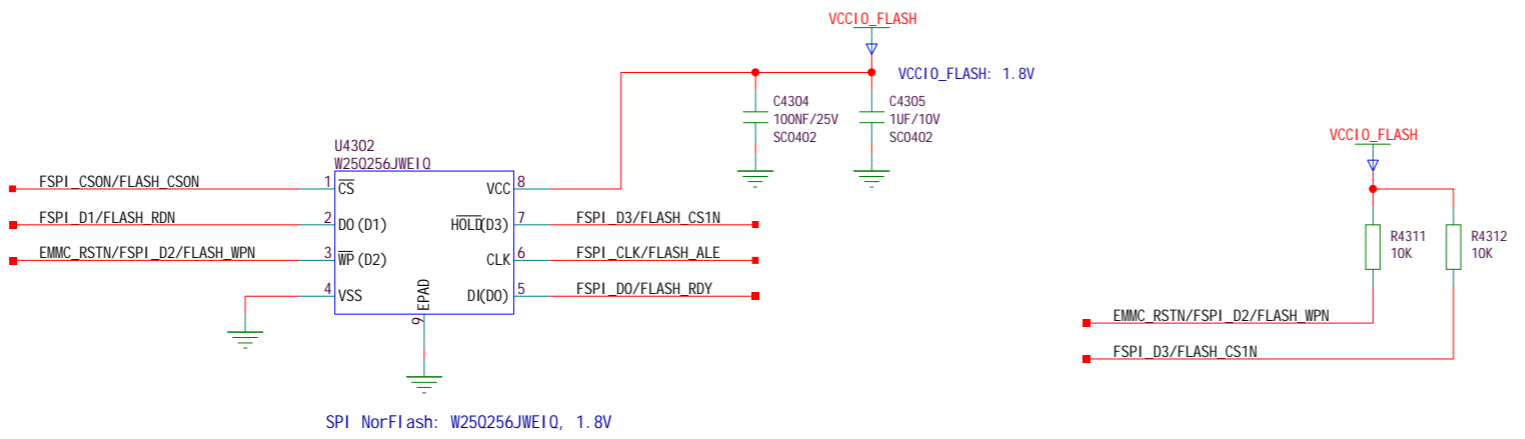 VCCIO_FLASH
VCCIO_FLASH: 1.8V
C4304
100NF/25V
SC0402
C4305
1UF/10V
SC0402
U4302
W25Q256JWEIQ
FSPI_CS0N/FLASH_CS0N
1
CS
VCC
8
FSPI_D1/FLASH_RDN
2
DO(D1)
HOLD(D3)
7
FSPI_D3/FLASH_CS1N
EMMC_RSTN/FSPI_D2/FLASH_WPN
3
WP(D2)
CLK
6
FSPI_CLK/FLASH_ALE
4
VSS
EPAD
9
DI(D0)
5
FSPI_D0/FLASH_RDY
SPI NorFlash: W25Q256JWEIQ, 1.8V
VCCIO_FLASH
R4311
10K
R4312
10K
EMMC_RSTN/FSPI_D2/FLASH_WPN
FSPI_D3/FLASH_CS1N